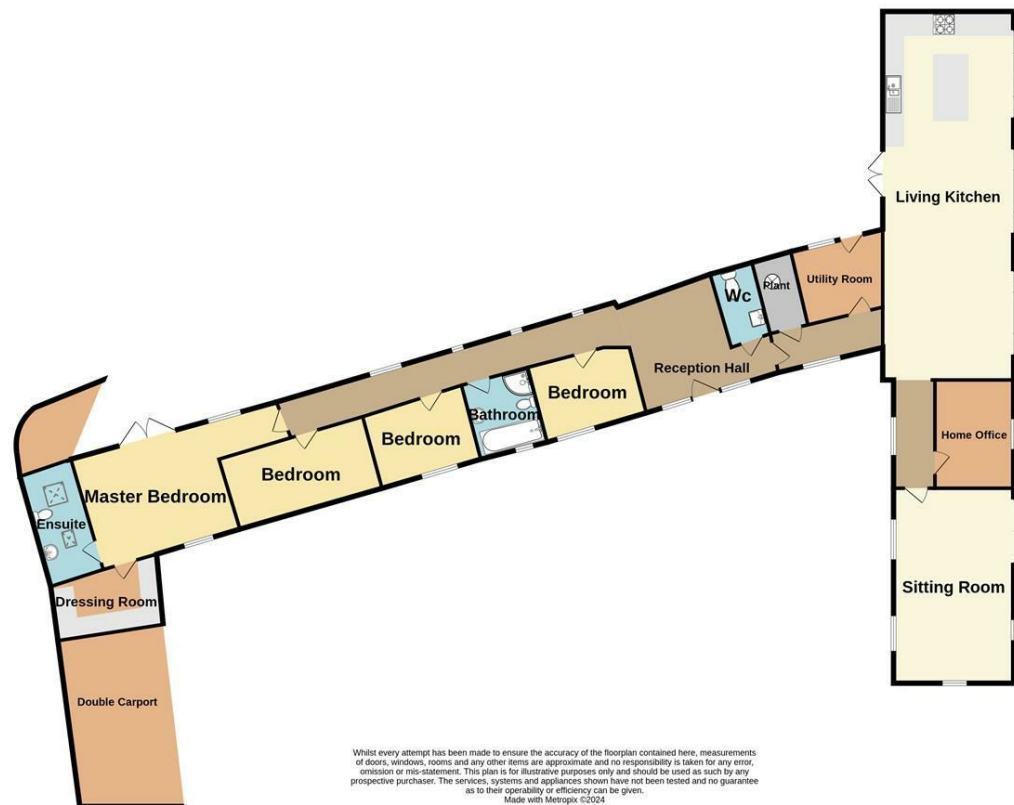 Living Kitchen
Utility Room
Plant
Wc
Reception Hall
Bedroom
Bathroom
Bedroom
Bedroom
Master Bedroom
Ensuite
Dressing Room
Double Carport
Home Office
Sitting Room
Whilst every attempt has been made to ensure the accuracy of the floorplan contained here, measurements
of doors, windows, rooms and any other items are approximate and no responsibility is taken for any error,
omission or mis-statement. This plan is for illustrative purposes only and should be used as such by any
prospective purchaser. The services, systems and appliances shown have not been tested and no guarantee
as to their operability or efficiency can be given.
Made with Metropix ©2024